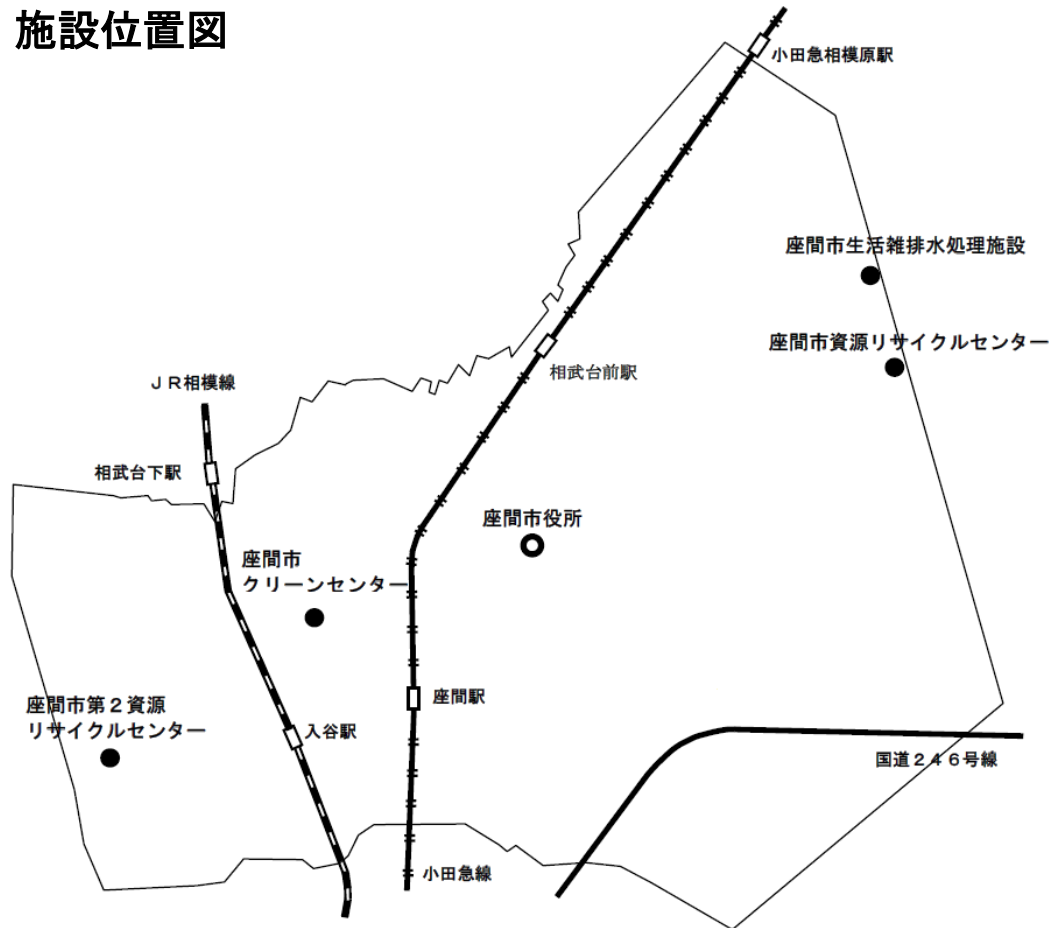 施設位置図
小田急相模原駅
座間市生活雑排水処理施設
座間市資源リサイクルセンター
相武台前駅
ＪＲ相模線
相武台下駅
座間市役所
座間市
クリーンセンター
座間駅
座間市第２資源
リサイクルセンター
入谷駅
国道２４６号線
小田急線